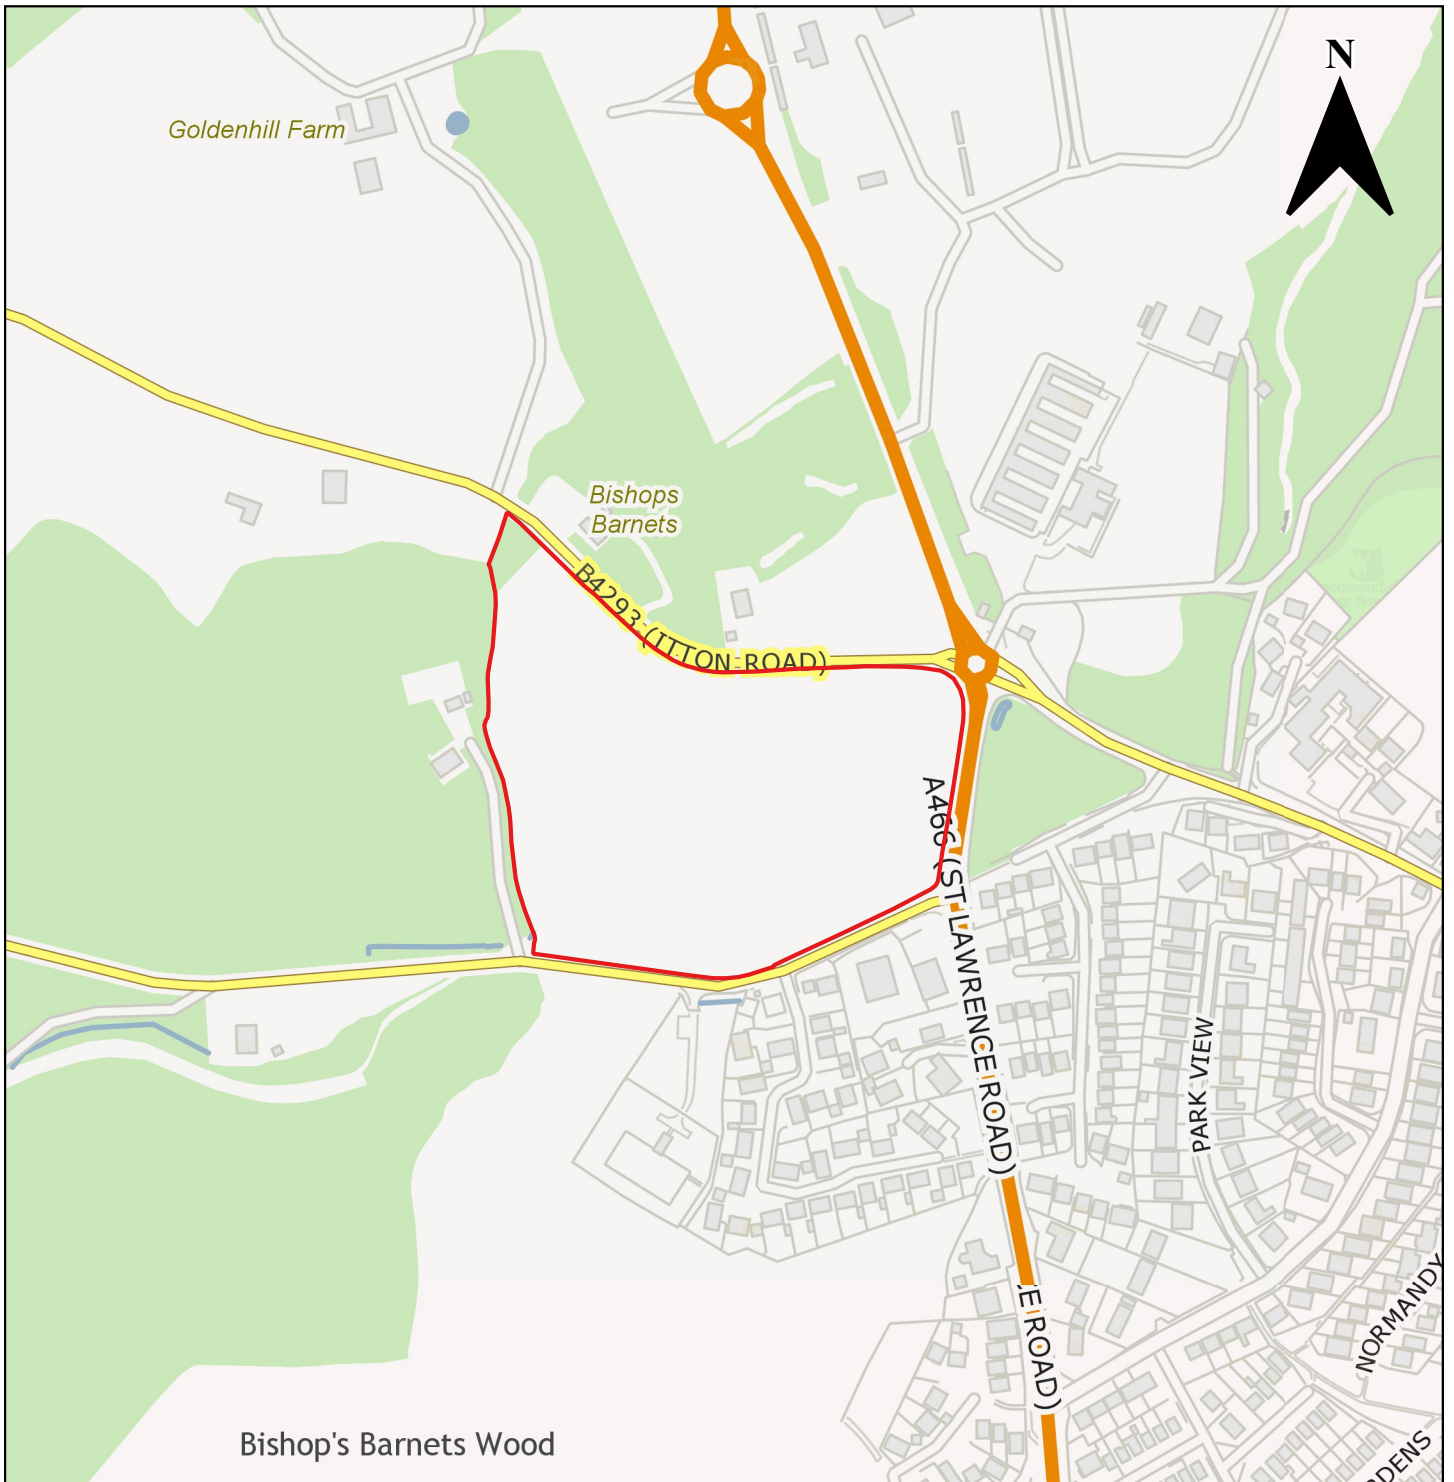 N
Goldenhill Farm
Bishops
Barnets
B4293 (ITTON ROAD)
A466 (ST LAWRENCE ROAD)
PARK VIEW
E ROAD)
NORMANDY
Bishop's Barnets Wood
DENS